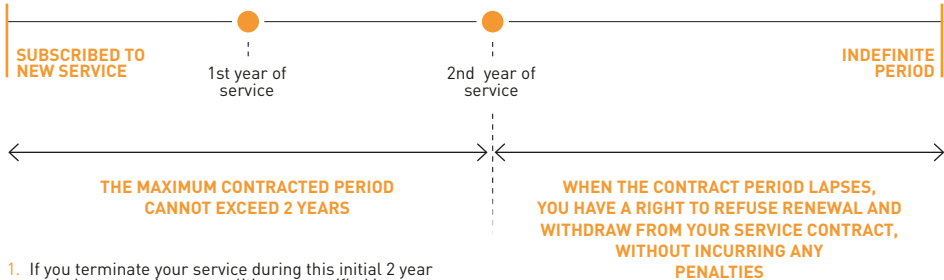 SUBSCRIBED TO
NEW SERVICE
1st year of
service
2nd year of
service
INDEFINITE
PERIOD
THE MAXIMUM CONTRACTED PERIOD
CANNOT EXCEED 2 YEARS
WHEN THE CONTRACT PERIOD LAPSES,
YOU HAVE A RIGHT TO REFUSE RENEWAL AND
WITHDRAW FROM YOUR SERVICE CONTRACT,
WITHOUT INCURRING ANY
PENALTIES
1. If you terminate your service during this initial 2 year